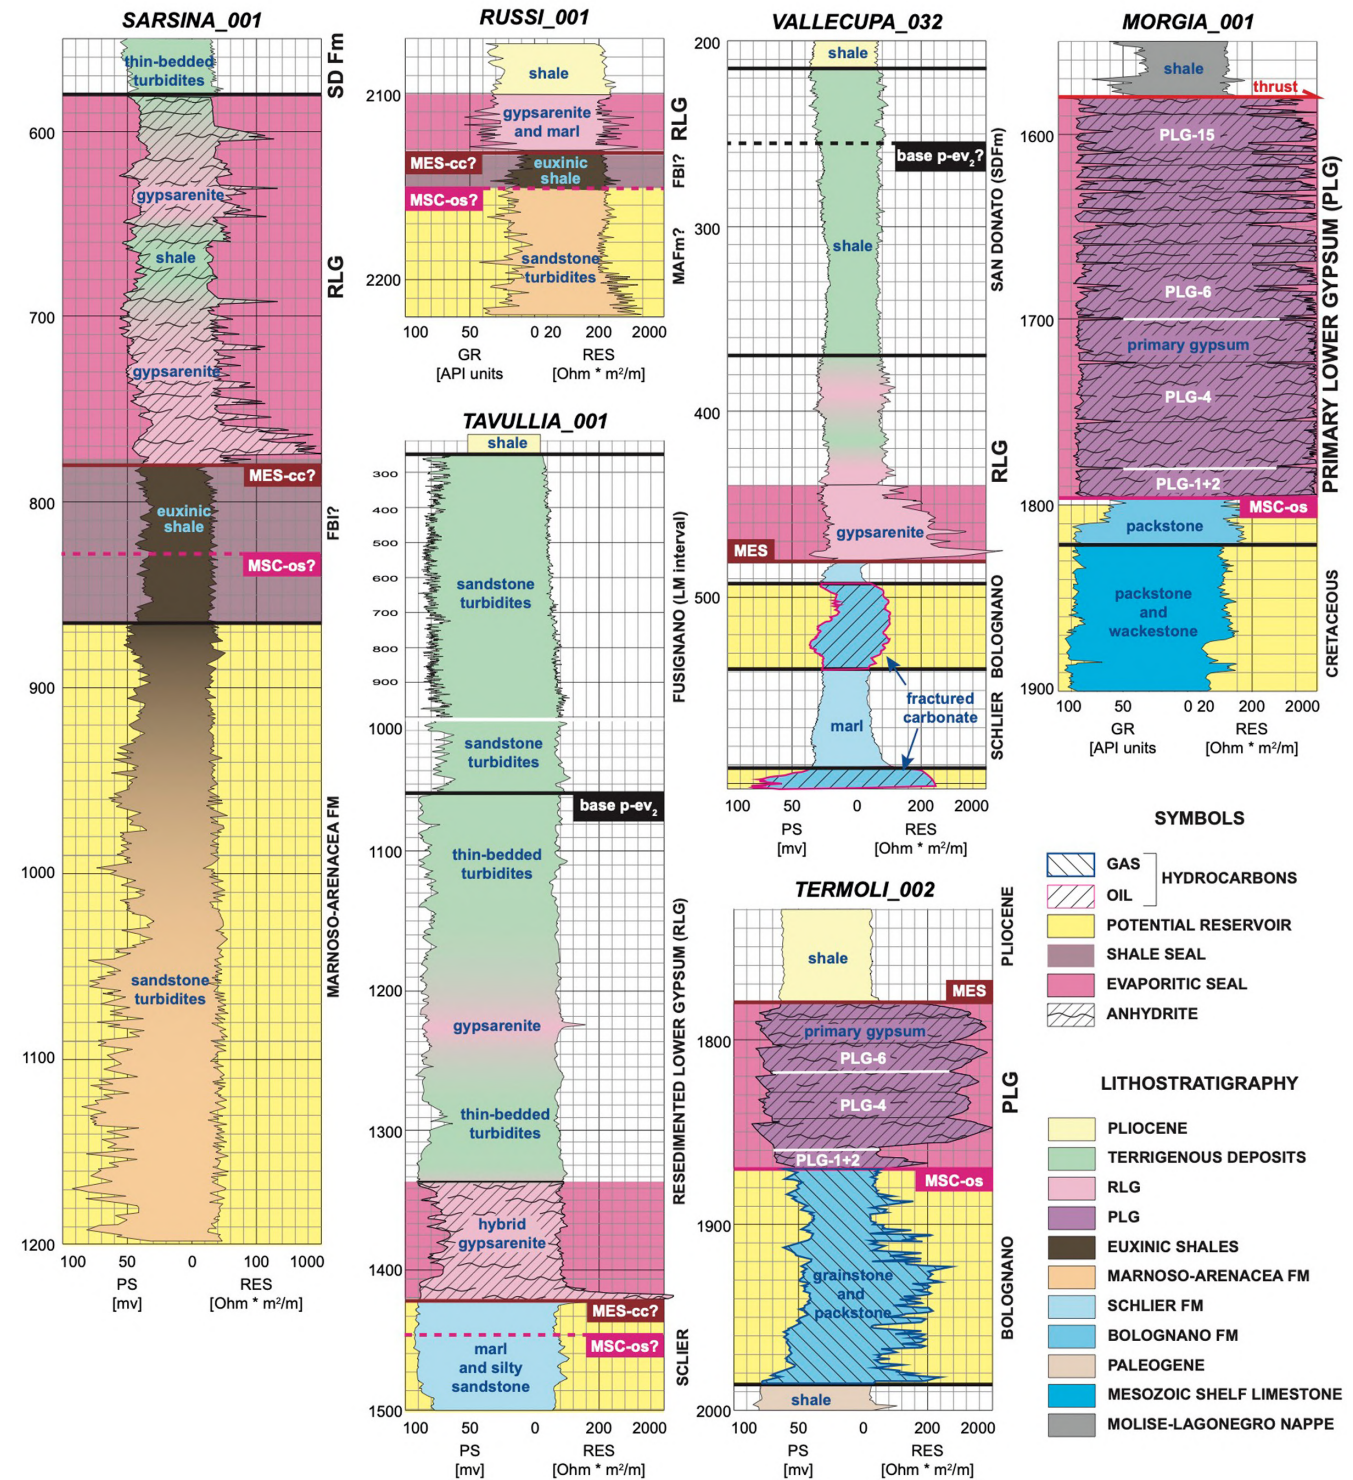 SARSINA_001
thin-bedded
turbidites
SD Fm
600
gypsarenite
shale
RLG
700
gypsarenite
MES-cc?
800
euxinic
shale
FBI?
MSC-os?
900
1000
sandstone
turbidites
MARNOSO-ARENACEA FM
1100
1200
100 50 0 100 1000
PS RES
[mv] [Ohm * m²/m]
RUSSI_001
shale
2100
gypsarenite
and marl
RLG
MES-cc?
euxinic
shale
FBI?
MSC-os?
sandstone
turbidites
MAFm?
2200
100 50 0 20 200 2000
GR RES
[API units [Ohm * m²/m]
TAVULLIA_001
shale
300
400
500
600
sandstone
turbidites
700
800
900
FUSIGNANO (LM interval)
1000
sandstone
turbidites
base p-ev2
1100
thin-bedded
turbidites
1200
gypsarenite
thin-bedded
turbidites
1300
RESEDIMENTED LOWER GYPSUM (RLG)
hybrid
gypsarenite
1400
MES-cc?
MSC-os?
marl
and silty
sandstone
SCLIER
1500
100 50 0 200 2000
PS RES
[mv] [Ohm * m²/m]
VALLECUPA_032
200
shale
base p-ev2?
SAN DONATO (SDFm)
300
shale
400
RLG
gypsarenite
MES
500
BOLOGNANO
fractured
carbonate
marl
SCHLIER
100 50 0 200 2000
PS RES
[mv] [Ohm * m²/m]
TERMOLI_002
shale
PLIOCENE
MES
primary gypsum
1800
PLG-6
PLG-4
PLG
PLG-1+2
MSC-os
1900
grainstone
and
packstone
BOLOGNANO
shale
2000
100 50 0 200 2000
PS RES
[mv] [Ohm * m²/m]
MORGIA_001
shale
thrust
1600
PLG-15
PLG-6
1700
primary gypsum
PLG-4
PLG-1+2
PRIMARY LOWER GYPSUM (PLG)
1800
MSC-os
packstone
packstone
and
wackestone
CRETACEOUS
1900
100 50 0 20 200 2000
GR RES
[API units [Ohm * m²/m]
SYMBOLS
GAS
OIL
HYDROCARBONS
POTENTIAL RESERVOIR
SHALE SEAL
EVAPORITIC SEAL
ANHYDRITE
LITHOSTRATIGRAPHY
PLIOCENE
TERRIGENOUS DEPOSITS
RLG
PLG
EUXINIC SHALES
MARNOSO-ARENACEA FM
SCHLIER FM
BOLOGNANO FM
PALEOGENE
MESOZOIC SHELF LIMESTONE
MOLISE-LAGONEGRO NAPPE